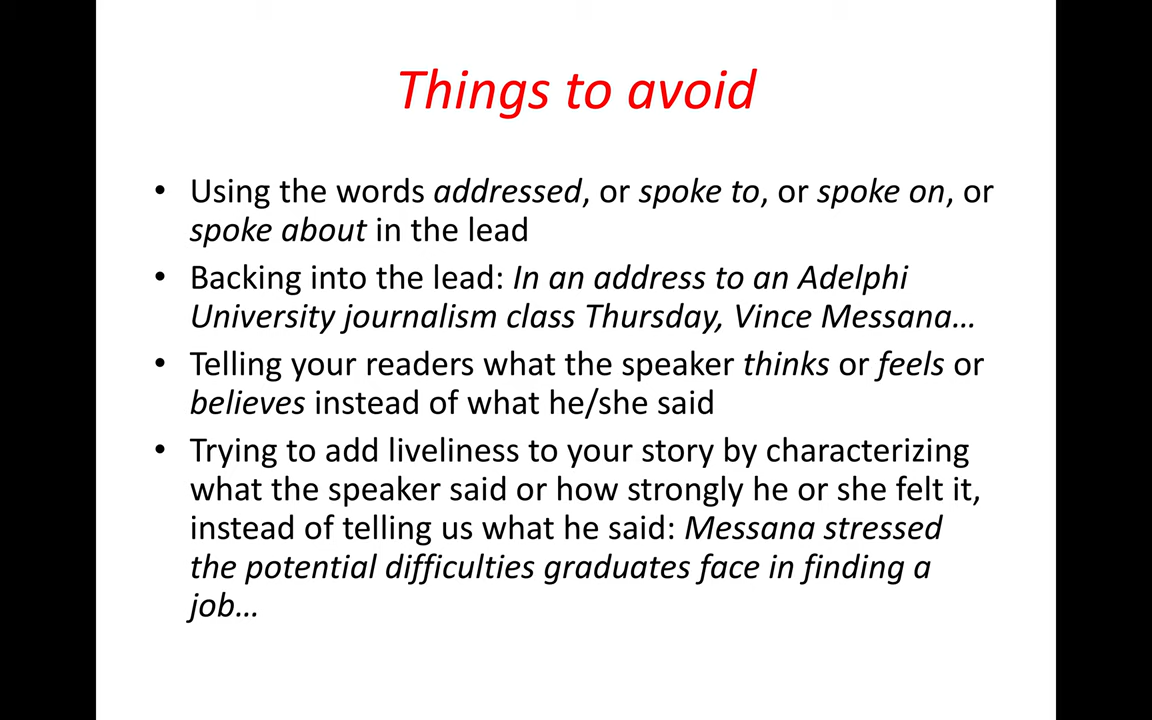 Things to avoid
• Using the words addressed, or spoke to, or spoke on, or
spoke about in the lead
• Backing into the lead: In an address to an Adelphi
University journalism class Thursday, Vince Messana…
• Telling your readers what the speaker thinks or feels or
believes instead of what he/she said
• Trying to add liveliness to your story by characterizing
what the speaker said or how strongly he or she felt it,
instead of telling us what he said: Messana stressed
the potential difficulties graduates face in finding a
job…